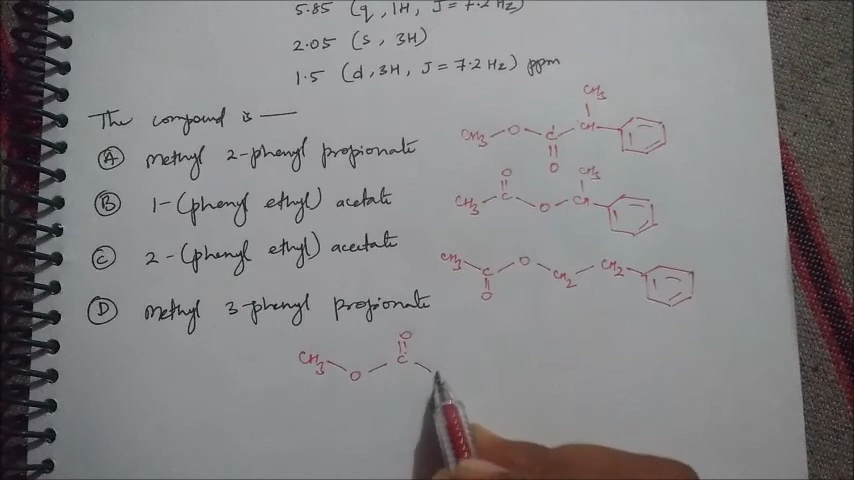 5.85 (q, 1H, J = 7.2 Hz)
2.05 (s, 3H)
1.5 (d, 3H, J = 7.2 Hz) ppm
The compound is —
A methyl 2-phenyl propionate
CH3 O C O CH CH3
B 1-(phenyl ethyl) acetate
CH3 C O O CH CH3
C 2-(phenyl ethyl) acetate
CH3 C O O CH2 CH2
D methyl 3-phenyl propionate
CH3 O C O